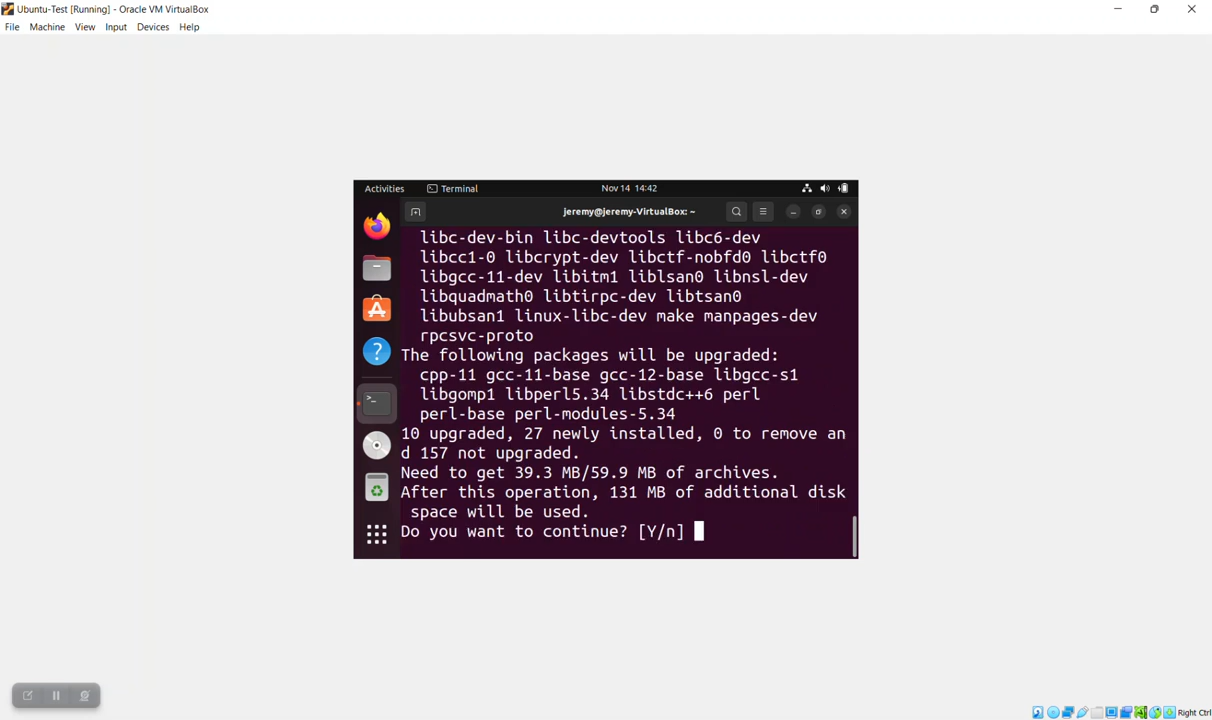 Ubuntu-Test [Running] - Oracle VM VirtualBox
File Machine View Input Devices Help
Activities Terminal Nov 14 14:42
jeremy@jeremy-VirtualBox: ~
libc-dev-bin libc-devtools libc6-dev
libcc1-0 libcrypt-dev libctf-nobfd0 libctf0
libgcc-11-dev libitm1 liblsan0 libnsl-dev
libquadmath0 libtirpc-dev libtsan0
libubsan1 linux-libc-dev make manpages-dev
rpcsvc-proto
The following packages will be upgraded:
cpp-11 gcc-11-base gcc-12-base libgcc-s1
libgomp1 libperl5.34 libstdc++6 perl
perl-base perl-modules-5.34
10 upgraded, 27 newly installed, 0 to remove an
d 157 not upgraded.
Need to get 39.3 MB/59.9 MB of archives.
After this operation, 131 MB of additional disk
space will be used.
Do you want to continue? [Y/n]
Right Ctrl